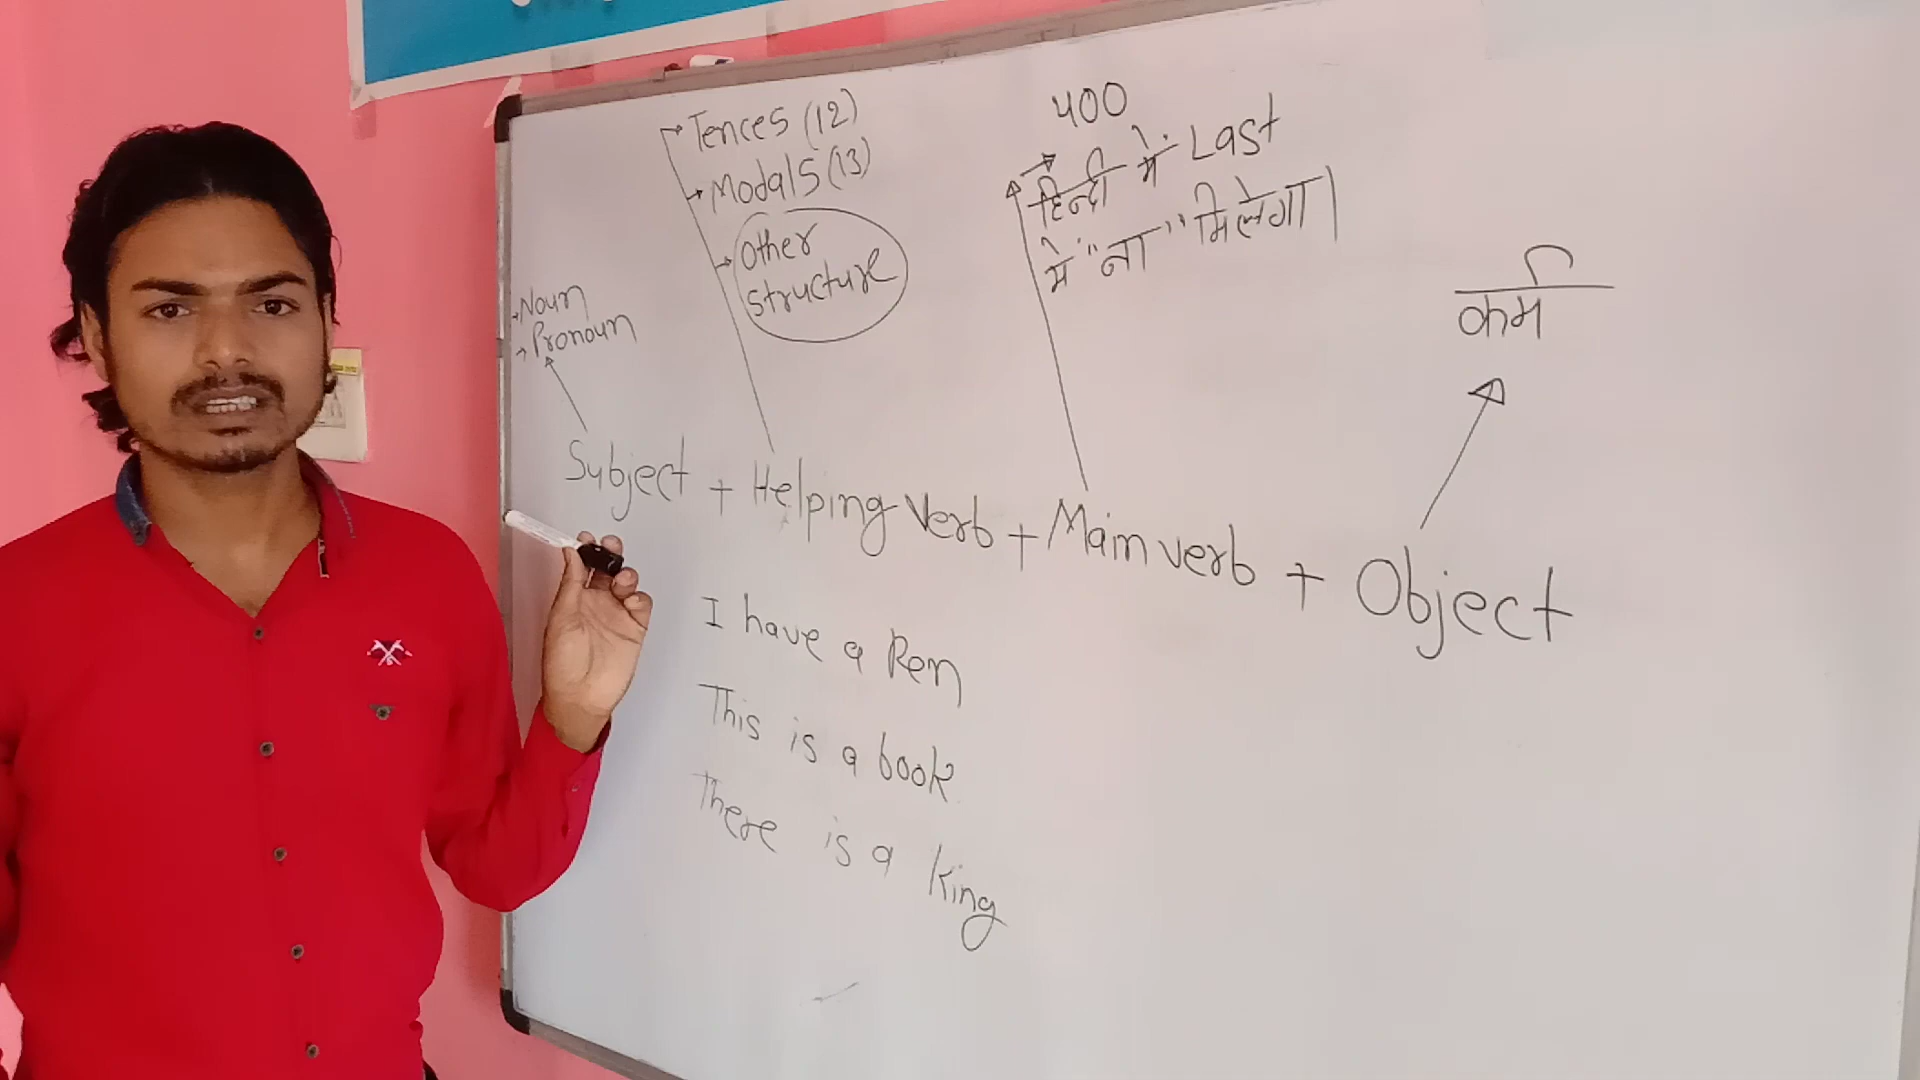 Tences (12)
Modals (13)
Other
structure
400
हिन्दी में Last
में "ना" मिलेगा।
कर्म
Noun
Pronoun
Subject + Helping Verb + Main verb + Object
I have a Pen
This is a book
There is a king